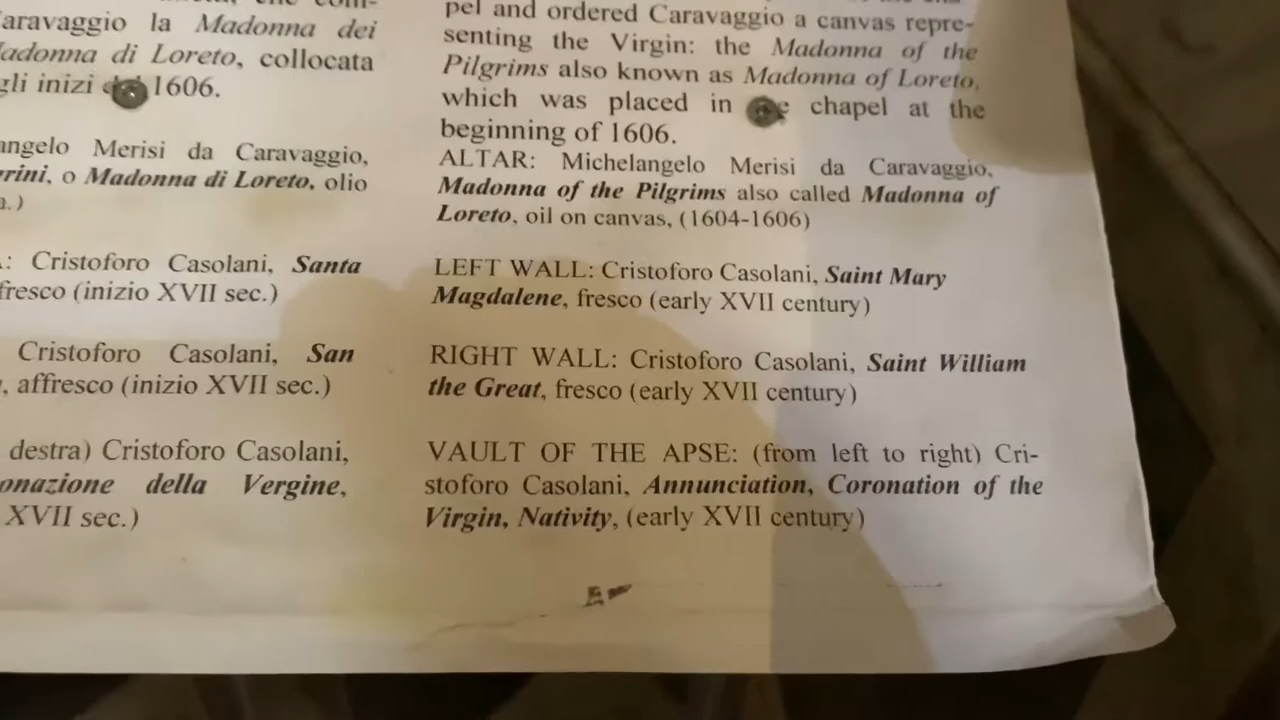 aravaggio la Madonna dei
adonna di Loreto, collocata
gli inizi 1606.
angelo Merisi da Caravaggio,
rini, o Madonna di Loreto, olio
a.)
: Cristoforo Casolani, Santa
fresco (inizio XVII sec.)
Cristoforo Casolani, San
, affresco (inizio XVII sec.)
destra) Cristoforo Casolani,
onazione della Vergine,
XVII sec.)
pel and ordered Caravaggio a canvas repre-
senting the Virgin: the Madonna of the
Pilgrims also known as Madonna of Loreto,
which was placed in chapel at the
beginning of 1606.
ALTAR: Michelangelo Merisi da Caravaggio,
Madonna of the Pilgrims also called Madonna of
Loreto, oil on canvas, (1604-1606)
LEFT WALL: Cristoforo Casolani, Saint Mary
Magdalene, fresco (early XVII century)
RIGHT WALL: Cristoforo Casolani, Saint William
the Great, fresco (early XVII century)
VAULT OF THE APSE: (from left to right) Cri-
stoforo Casolani, Annunciation, Coronation of the
Virgin, Nativity, (early XVII century)